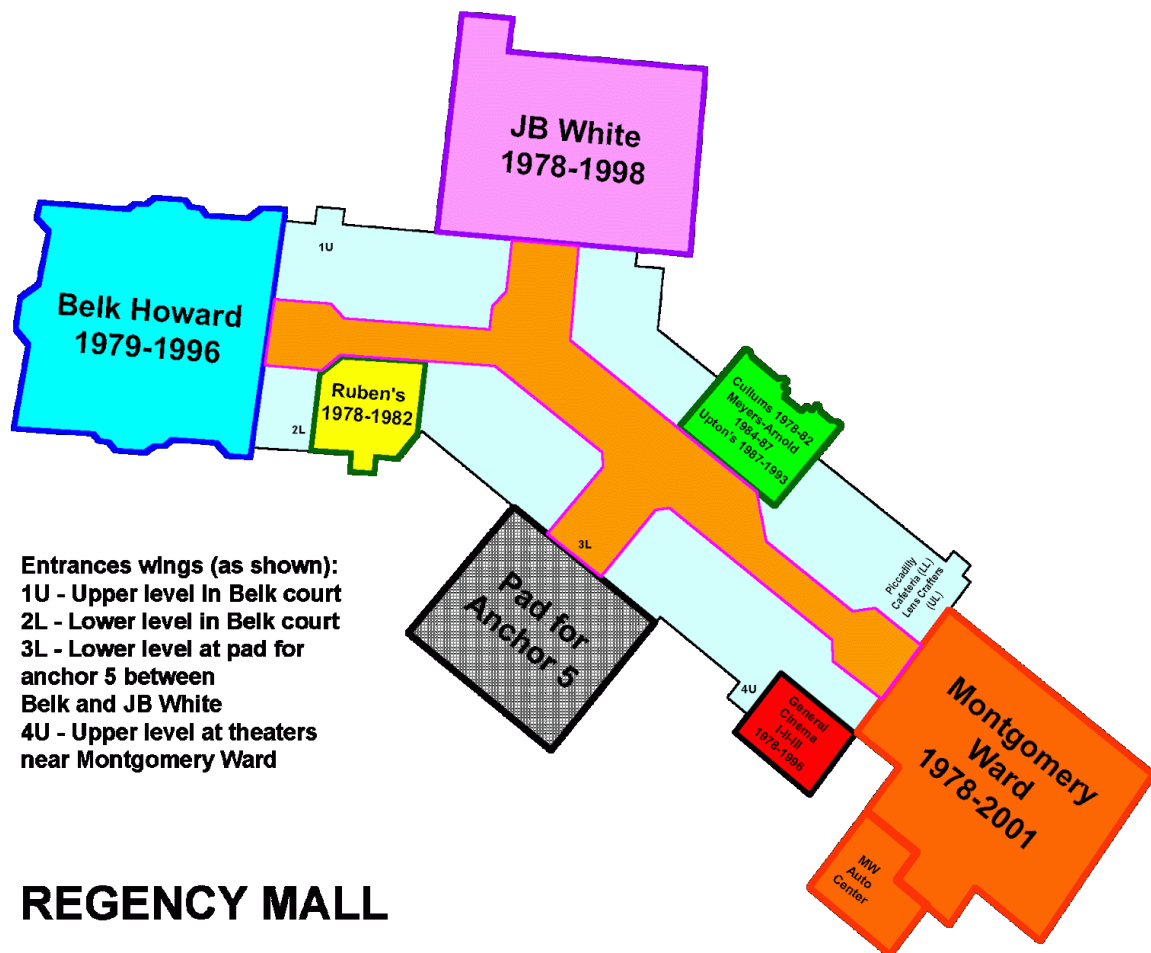 JB White
1978-1998
1U
Belk Howard
1979-1996
Ruben's
1978-1982
2L
Cullums 1978-82
Meyers-Arnold
1984-87
Upton's 1987-1993
3L
Pad for
Anchor 5
Piccadilly
Cafeteria (LL)
Lens Crafters
(UL)
4U
General
Cinema
I-II-III
1978-1996
Montgomery
Ward
1978-2001
MW
Auto
Center
Entrances wings (as shown):
1U - Upper level in Belk court
2L - Lower level in Belk court
3L - Lower level at pad for
anchor 5 between
Belk and JB White
4U - Upper level at theaters
near Montgomery Ward
REGENCY MALL